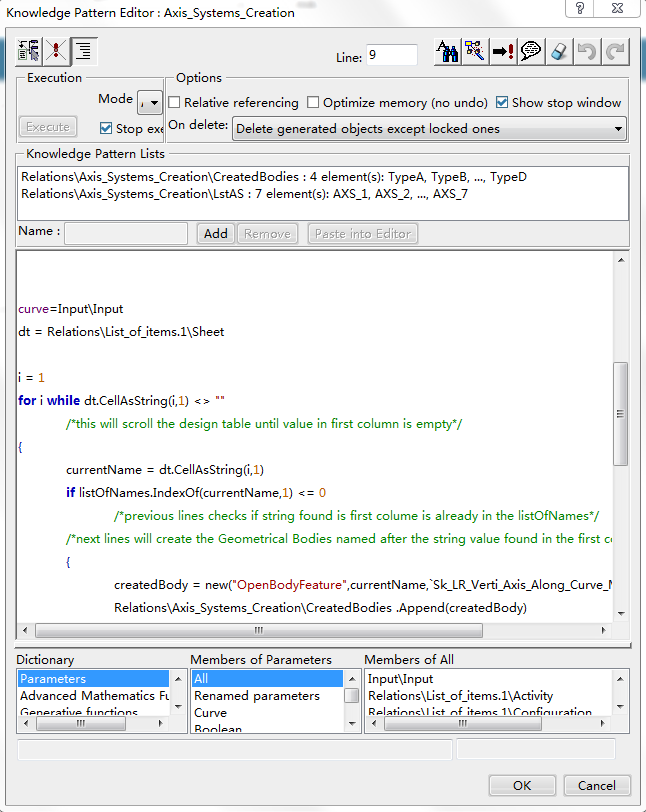 Knowledge Pattern Editor : Axis_Systems_Creation
Line: 9
Execution
Options
Mode
Relative referencing
Optimize memory (no undo)
Show stop window
Execute
Stop exe
On delete:
Delete generated objects except locked ones
Knowledge Pattern Lists
Relations\Axis_Systems_Creation\CreatedBodies : 4 element(s): TypeA, TypeB, ..., TypeD
Relations\Axis_Systems_Creation\LstAS : 7 element(s): AXS_1, AXS_2, ..., AXS_7
Name :
Add
Remove
Paste into Editor
curve=Input\Input
dt = Relations\List_of_items.1\Sheet
i = 1
for i while dt.CellAsString(i,1) <> ""
/*this will scroll the design table until value in first column is empty*/
{
currentName = dt.CellAsString(i,1)
if listOfNames.IndexOf(currentName,1) <= 0
/*previous lines checks if string found is first colume is already in the listOfNames*/
/*next lines will create the Geometrical Bodies named after the string value found in the first co
{
createdBody = new("OpenBodyFeature",currentName,`Sk_LR_Verti_Axis_Along_Curve_M
Relations\Axis_Systems_Creation\CreatedBodies .Append(createdBody)
Dictionary
Members of Parameters
Members of All
Parameters
All
Input\Input
Advanced Mathematics Fu
Renamed parameters
Relations\List_of_items.1\Activity
Generative functions
Curve
Relations\List_of_items.1\Configuration
Boolean
OK
Cancel